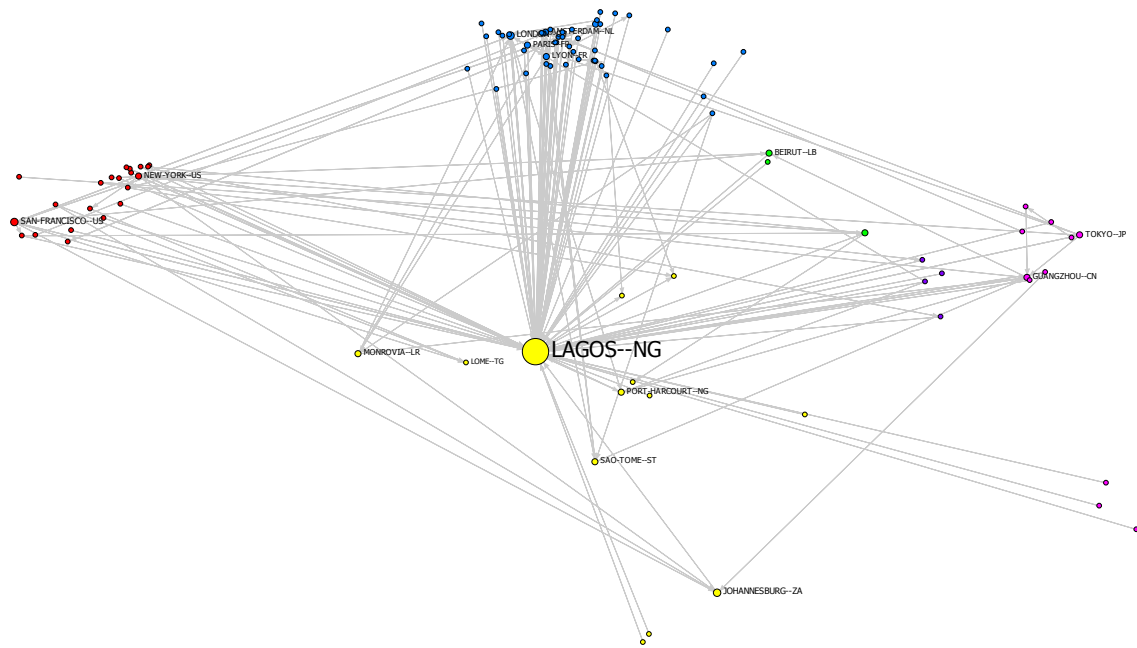 AMSTERDAM--NL
PARIS--FR
LYON--FR
BEIRUT--LB
NEW-YORK--US
SAN-FRANCISCO--US
TOKYO--JP
GUANGZHOU--CN
LAGOS--NG
MONROVIA--LR
LOME--TG
PORT-HARCOURT--NG
SAO-TOME--ST
JOHANNESBURG--ZA